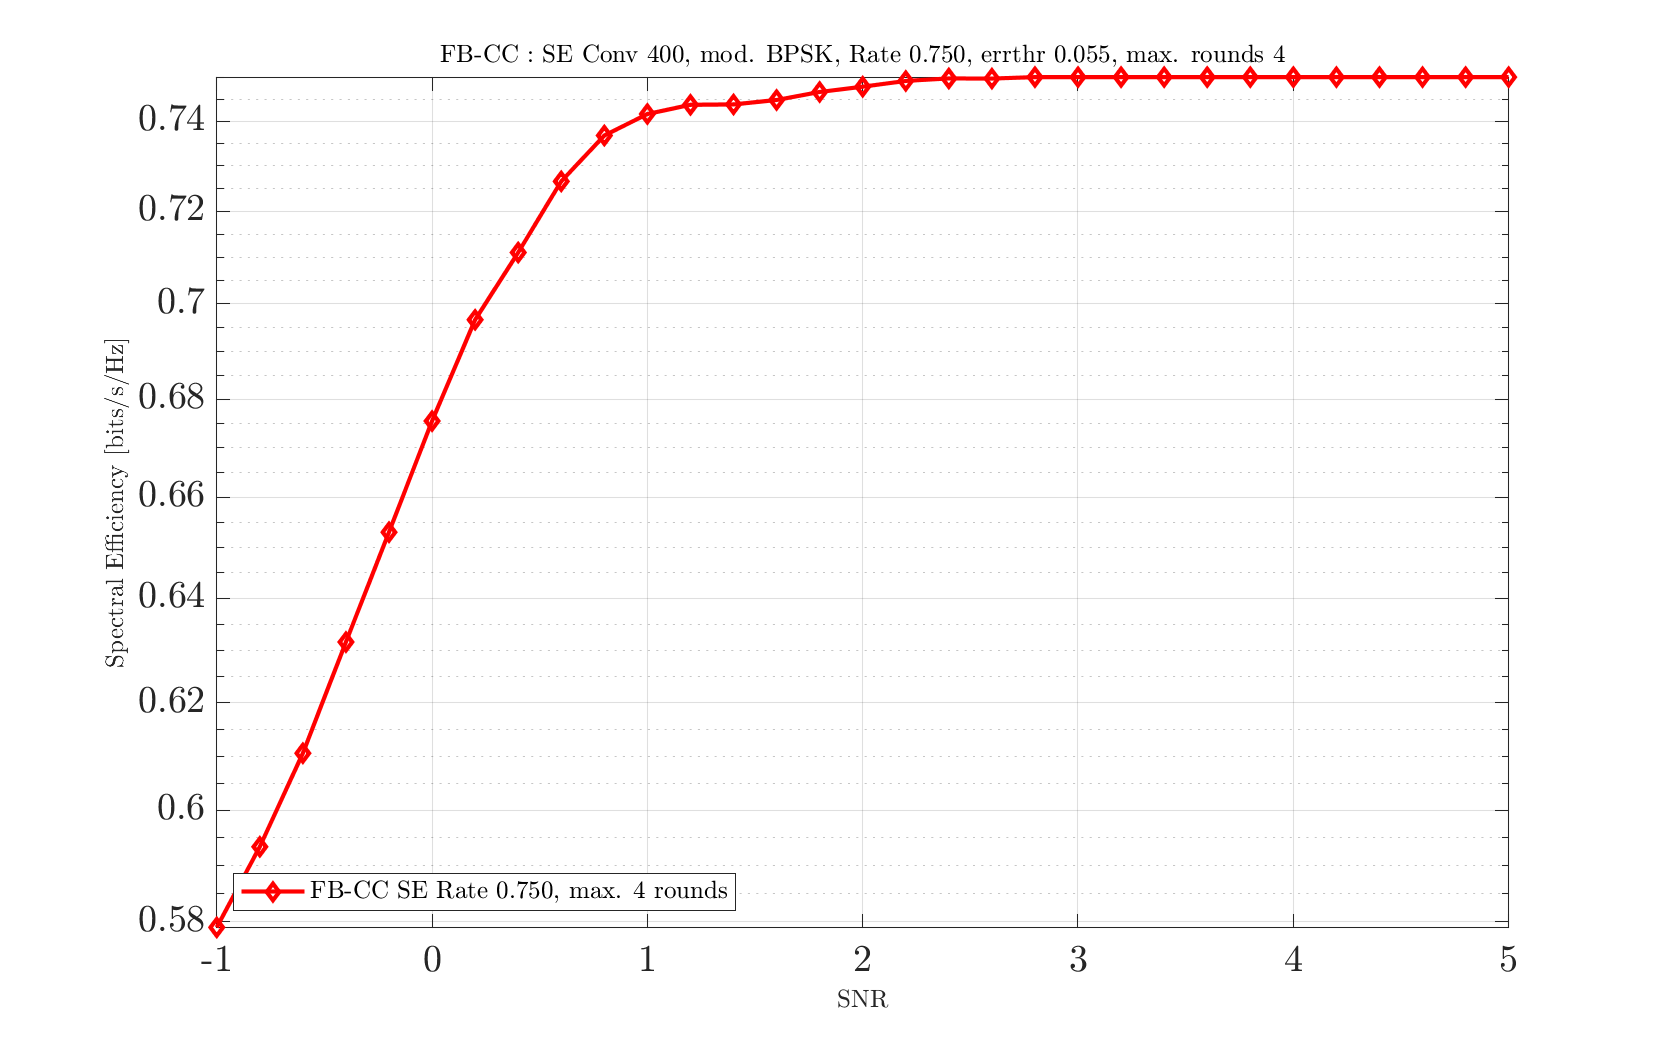 FB-CC : SE Conv 400, mod. BPSK, Rate 0.750, errthr 0.055, max. rounds 4
0.74
0.72
0.7
0.68
0.66
0.64
0.62
0.6
0.58
Spectral Efficiency [bits/s/Hz]
FB-CC SE Rate 0.750, max. 4 rounds
-1 0 1 2 3 4 5
SNR